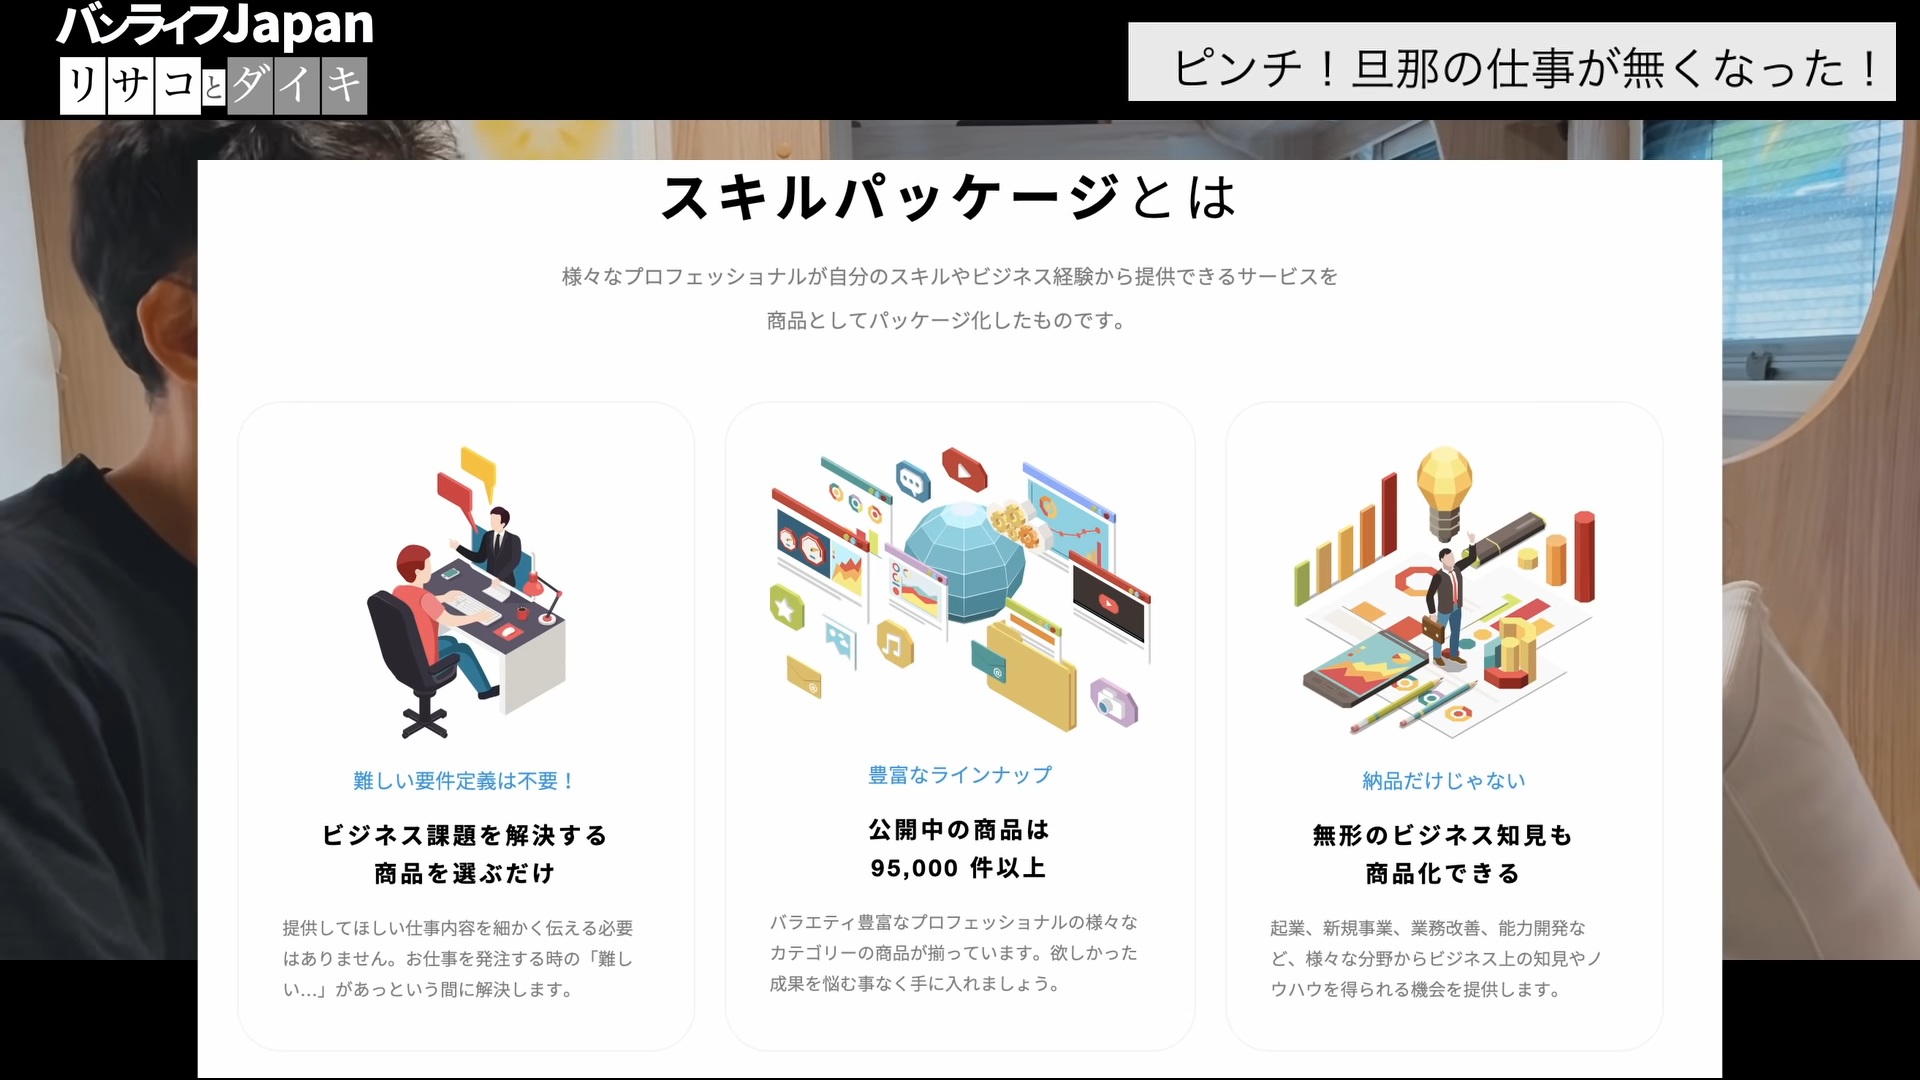 バンライフJapan
リサコとダイキ
ピンチ！旦那の仕事が無くなった！
スキルパッケージとは
様々なプロフェッショナルが自分のスキルやビジネス経験から提供できるサービスを
商品としてパッケージ化したものです。
難しい要件定義は不要！
ビジネス課題を解決する
商品を選ぶだけ
提供してほしい仕事内容を細かく伝える必要
はありません。お仕事を発注する時の「難し
い...」があっという間に解決します。
豊富なラインナップ
公開中の商品は
95,000 件以上
バラエティ豊富なプロフェッショナルの様々な
カテゴリーの商品が揃っています。欲しかった
成果を悩む事なく手に入れましょう。
納品だけじゃない
無形のビジネス知見も
商品化できる
起業、新規事業、業務改善、能力開発な
ど、様々な分野からビジネス上の知見やノ
ウハウを得られる機会を提供します。